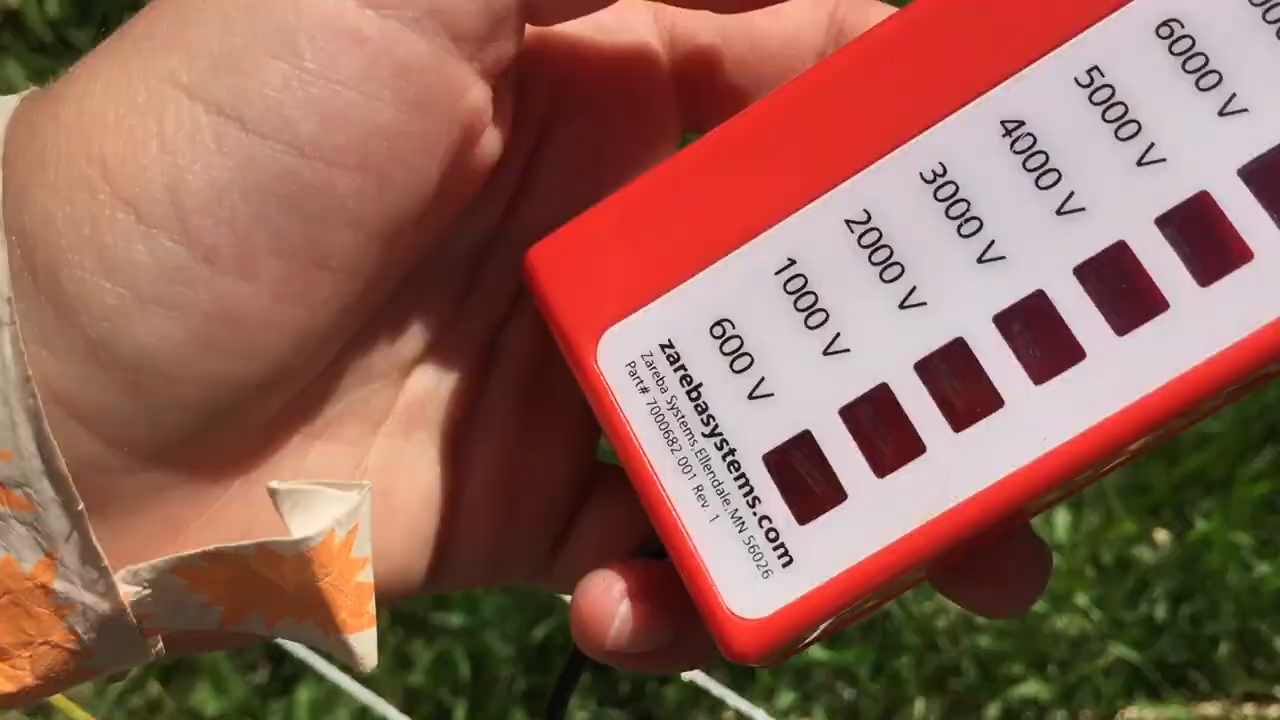 6000 V
5000 V
4000 V
3000 V
2000 V
1000 V
600 V
zarebasystems.com
Zareba Systems,Ellendale,MN 56026
Part# 7000682 001 Rev. 1